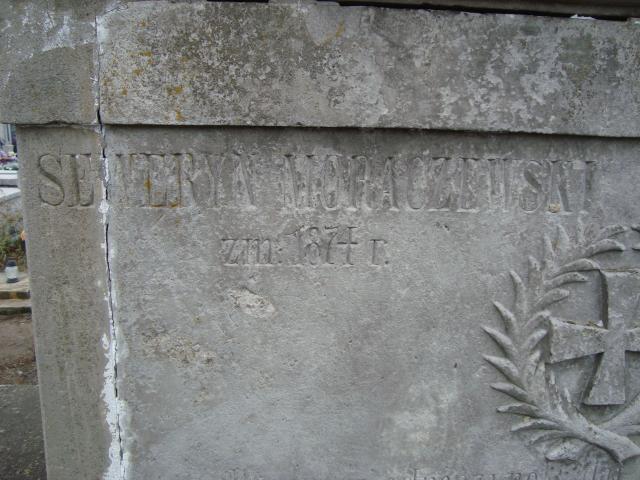 SEWERYN MORACZEWSKI
zm: 1874 r.